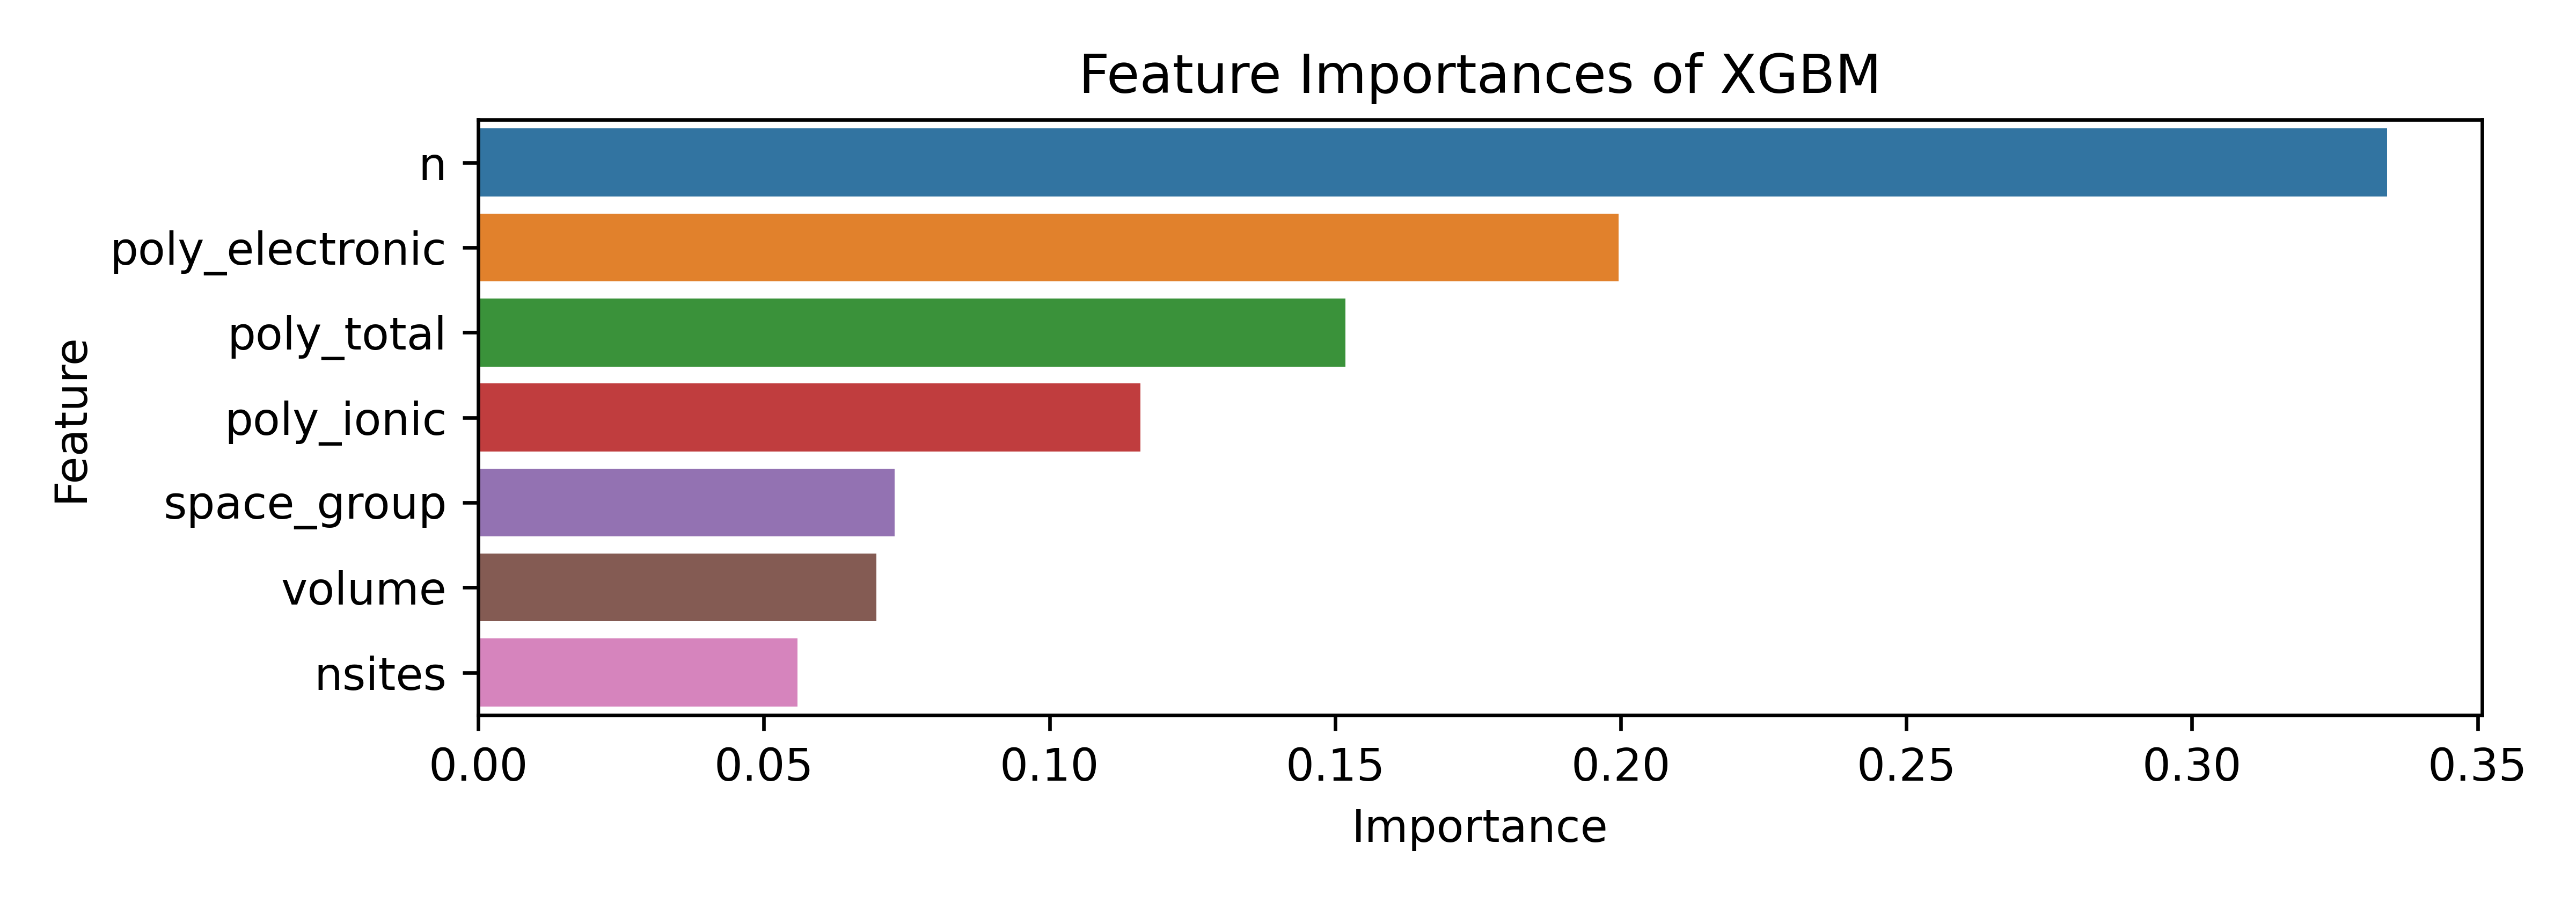 Feature Importances of XGBM
n
poly_electronic
poly_total
poly_ionic
space_group
volume
nsites
Feature
0.00 0.05 0.10 0.15 0.20 0.25 0.30 0.35
Importance